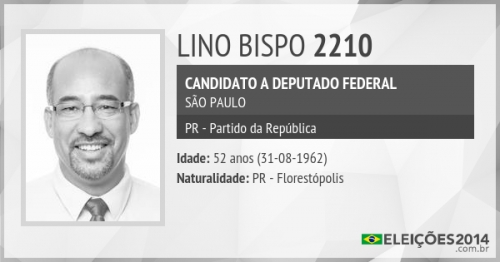 LINO BISPO 2210
CANDIDATO A DEPUTADO FEDERAL
SÃO PAULO
PR - Partido da República
Idade: 52 anos (31-08-1962)
Naturalidade: PR - Florestópolis
ELEIÇÕES2014
.com.br